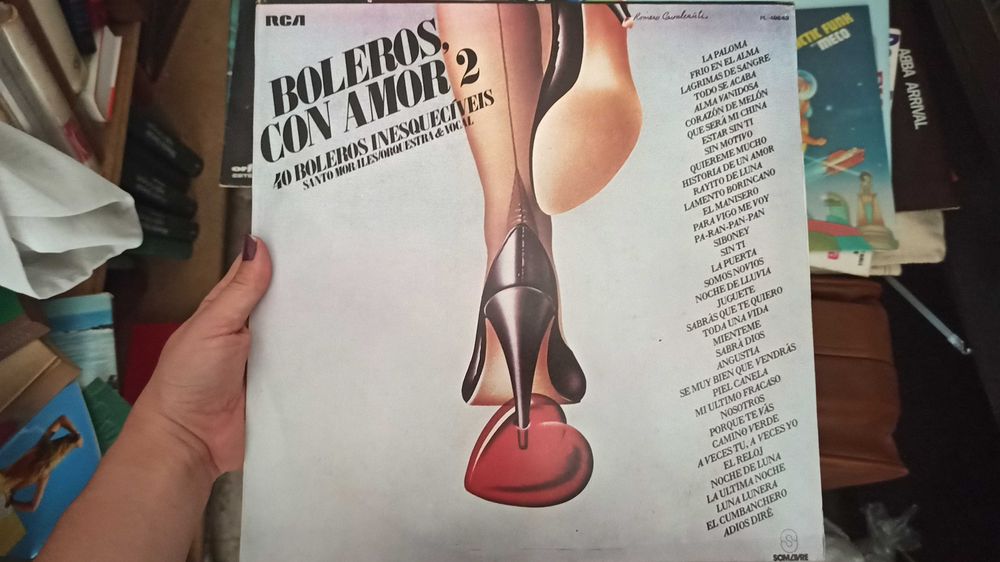 RCA
BOLEROS,
CON AMOR 2
40 BOLEROS INESQUECÍVEIS
SANTO MORALES/ORQUESTRA & VOCAL
Romero Cavalcanti
LA PALOMA
FRIO EN EL ALMA
LAGRIMAS DE SANGRE
TODO SE ACABA
ALMA VANIDOSA
CORAZÓN DE MELÓN
QUE SERÁ MI CHINA
ESTAR SIN TI
SIN MOTIVO
QUIEREME MUCHO
HISTORIA DE UN AMOR
RAYITO DE LUNA
LAMENTO BORINCANO
EL MANISERO
PARA VIGO ME VOY
PA-RAN-PAN-PAN
SIBONEY
SIN TI
LA PUERTA
SOMOS NOVIOS
NOCHE DE LLUVIA
JUGUETE
SABRÁS QUE TE QUIERO
TODA UNA VIDA
MIENTEME
SABRÁ DIOS
ANGUSTIA
SE MUY BIEN QUE VENDRÁS
PIEL CANELA
MI ULTIMO FRACASO
NOSOTROS
PORQUE TE VÁS
CAMINO VERDE
A VECES TU, A VECES YO
EL RELOJ
NOCHE DE LUNA
LA ULTIMA NOCHE
LUNA LUNERA
EL CUMBANCHERO
ADIOS DIRÉ
SOM LIVRE
FUNK
MECO
ABBA ARRIVAL